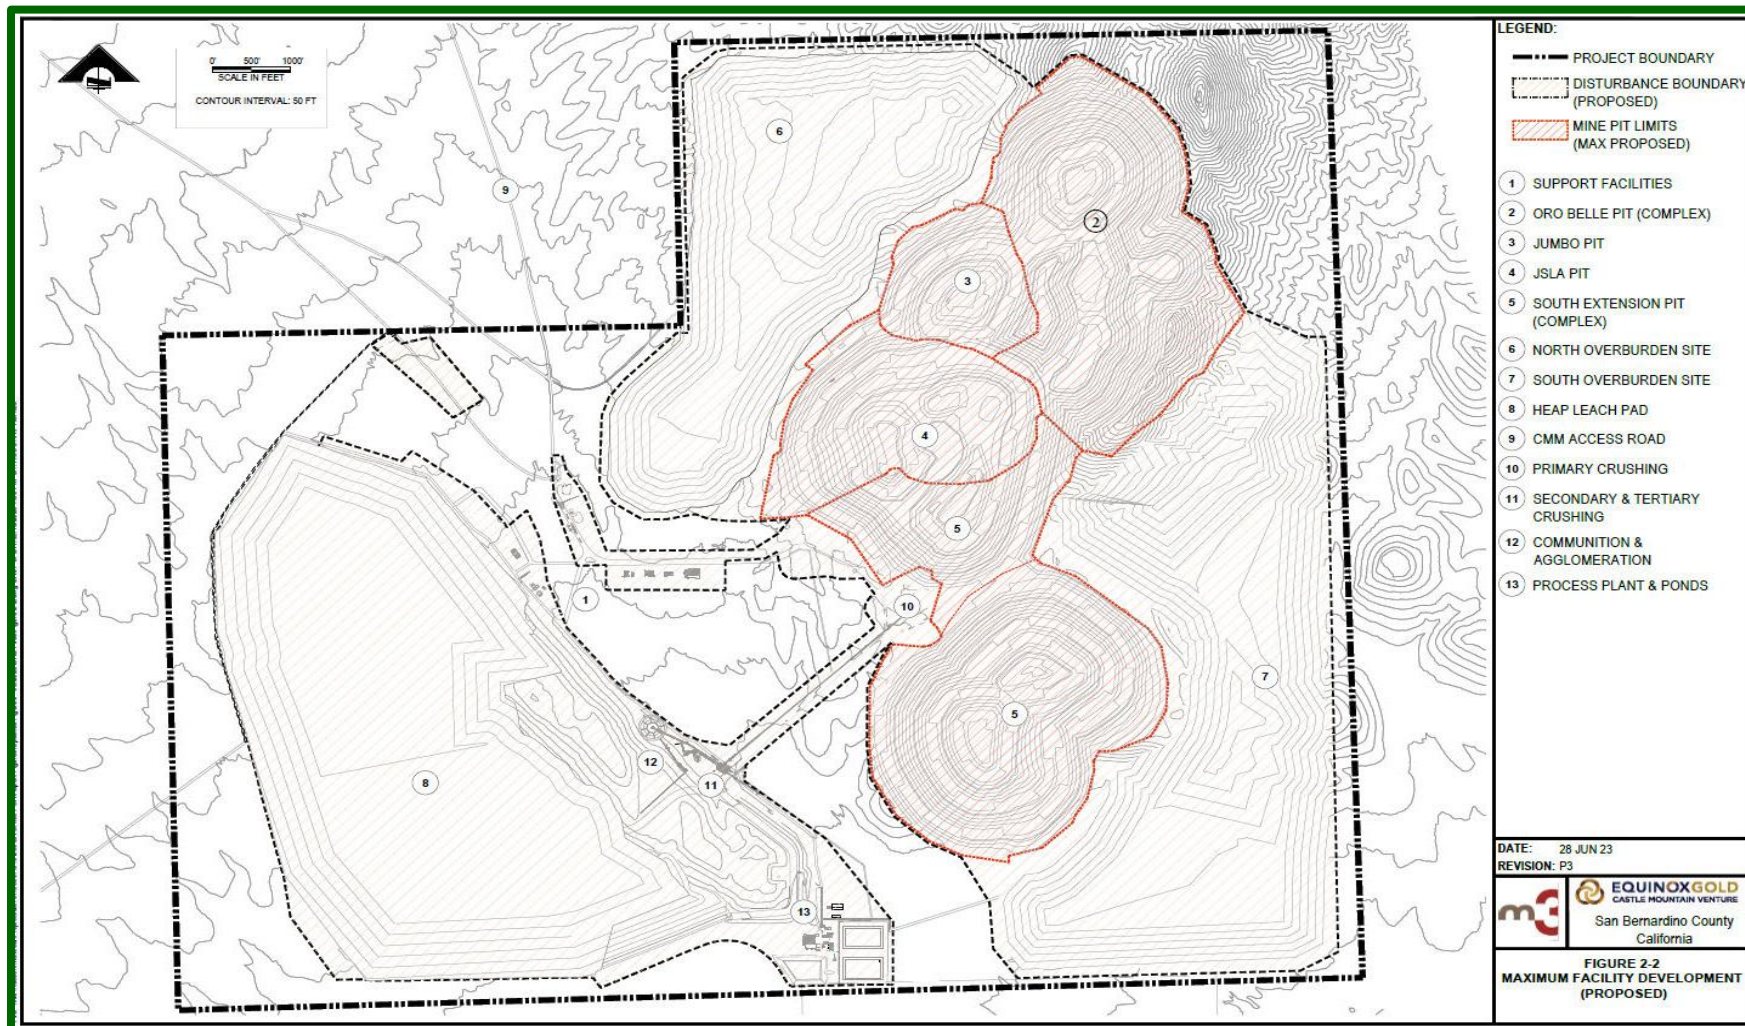 0' 500' 1000'
SCALE IN FEET
CONTOUR INTERVAL: 50 FT
6
9
2
3
4
5
1
10
7
5
12
11
8
13
LEGEND:
PROJECT BOUNDARY
DISTURBANCE BOUNDARY
(PROPOSED)
MINE PIT LIMITS
(MAX PROPOSED)
1 SUPPORT FACILITIES
2 ORO BELLE PIT (COMPLEX)
3 JUMBO PIT
4 JSLA PIT
5 SOUTH EXTENSION PIT
(COMPLEX)
6 NORTH OVERBURDEN SITE
7 SOUTH OVERBURDEN SITE
8 HEAP LEACH PAD
9 CMM ACCESS ROAD
10 PRIMARY CRUSHING
11 SECONDARY & TERTIARY
CRUSHING
12 COMMUNITION &
AGGLOMERATION
13 PROCESS PLANT & PONDS
DATE: 28 JUN 23
REVISION: P3
m3
EQUINOXGOLD
CASTLE MOUNTAIN VENTURE
San Bernardino County
California
FIGURE 2-2
MAXIMUM FACILITY DEVELOPMENT
(PROPOSED)